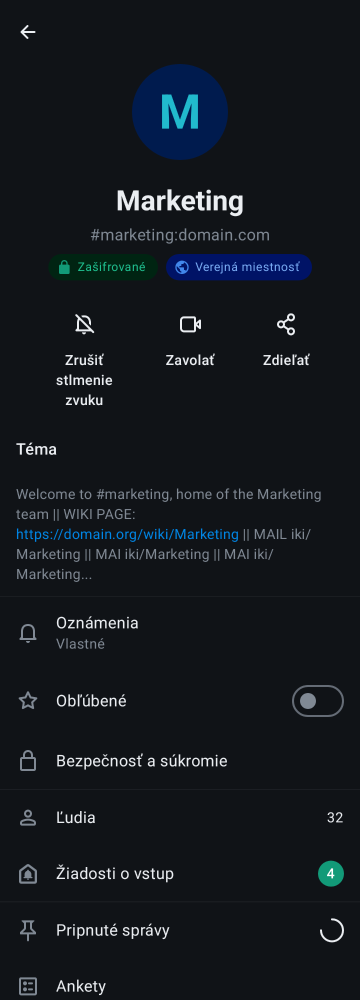 M
Marketing
#marketing:domain.com
Zašifrované
Verejná miestnosť
Zrušiť
stlmenie
zvuku
Zavolať
Zdieľať
Téma
Welcome to #marketing, home of the Marketing
team || WIKI PAGE:
https://domain.org/wiki/Marketing || MAIL iki/
Marketing || MAI iki/Marketing || MAI iki/
Marketing...
Oznámenia
Vlastné
Obľúbené
Bezpečnosť a súkromie
Ľudia 32
Žiadosti o vstup 4
Pripnuté správy
Ankety